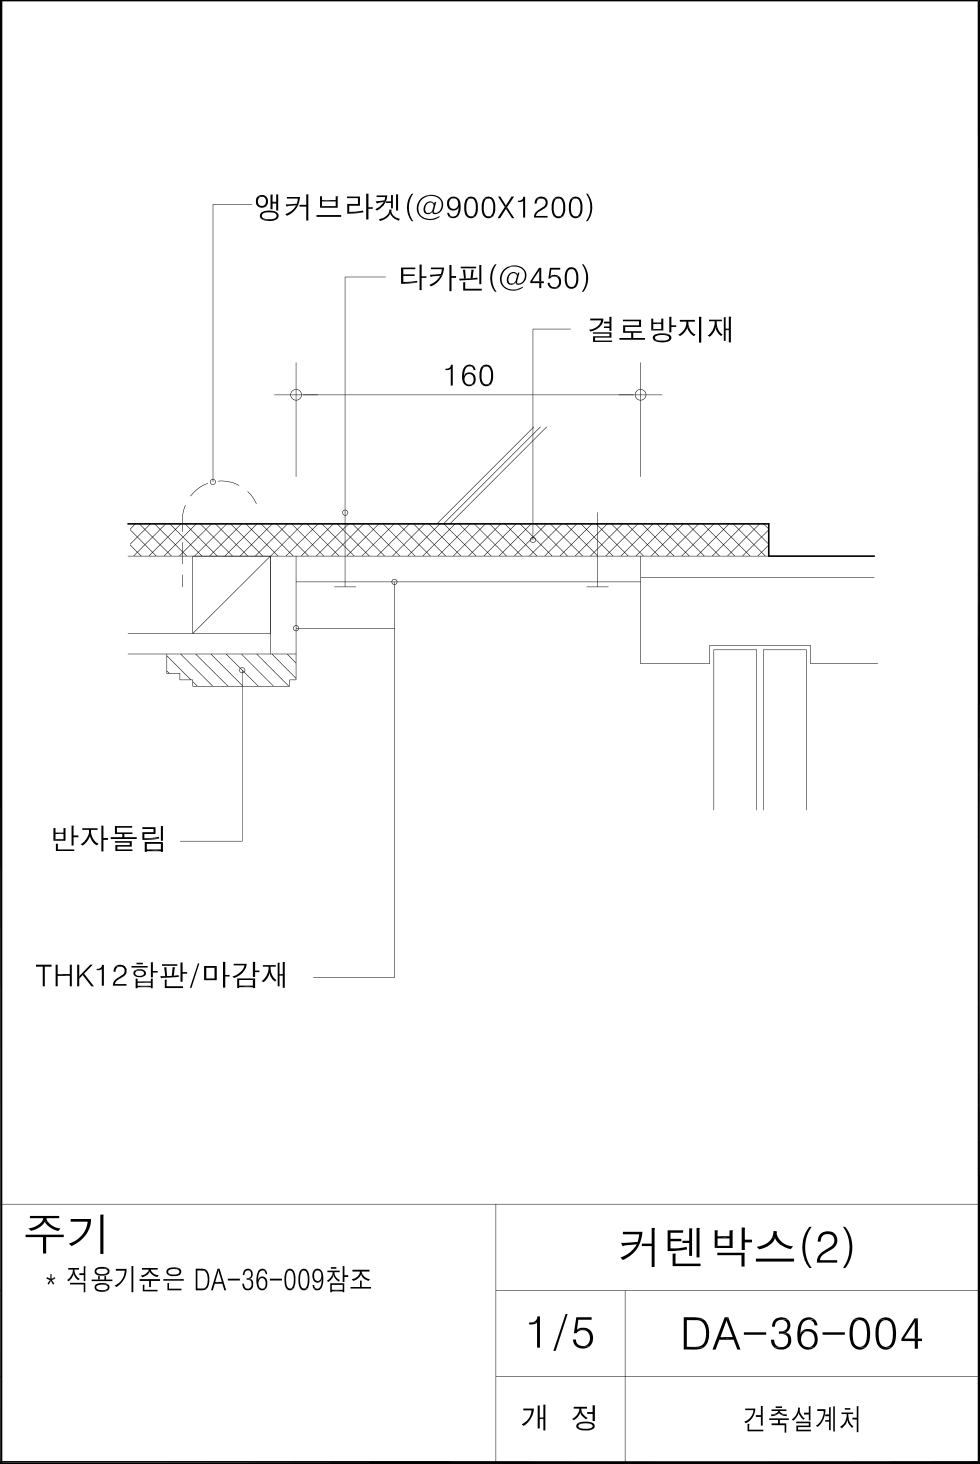 앵커브라켓(@900X1200)
타카핀(@450)
결로방지재
160
반자돌림
THK12합판/마감재
주기
* 적용기준은 DA-36-009참조
커텐박스(2)
1/5
DA-36-004
개 정
건축설계처